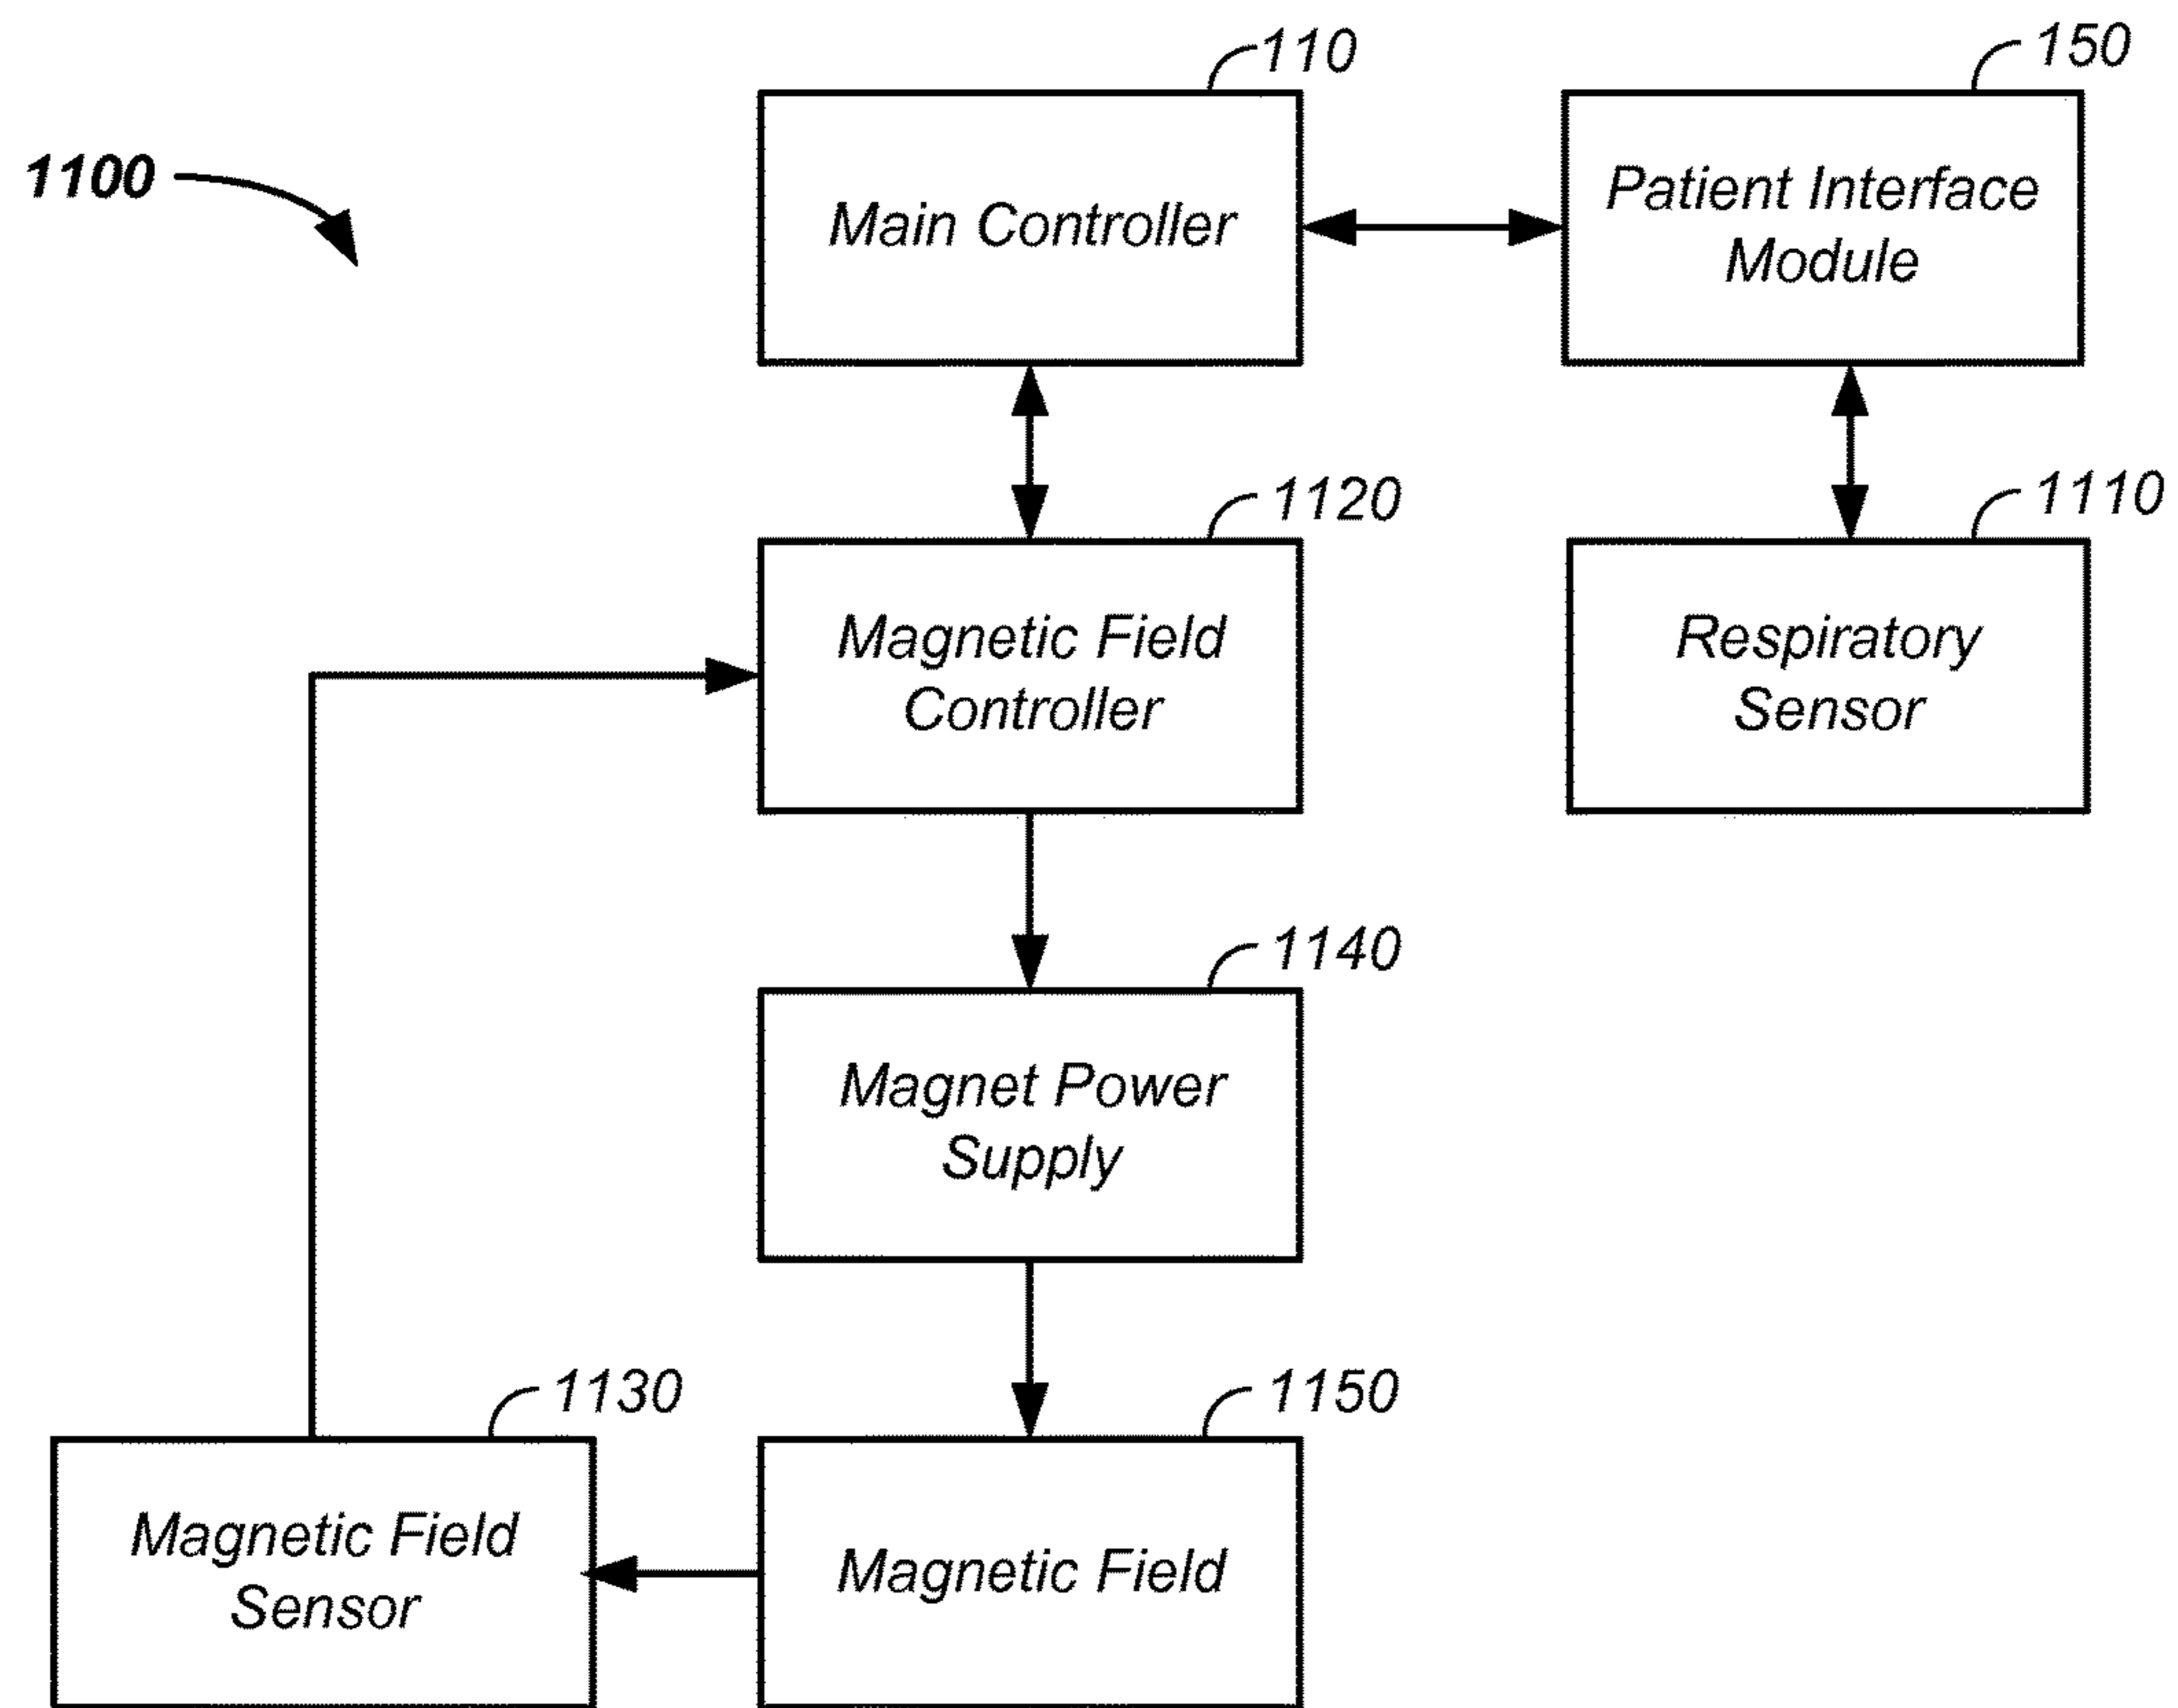 110
150
1100
Main Controller
Patient Interface
Module
1120
1110
Magnetic Field
Controller
Respiratory
Sensor
1140
Magnet Power
Supply
1130
1150
Magnetic Field
Sensor
Magnetic Field